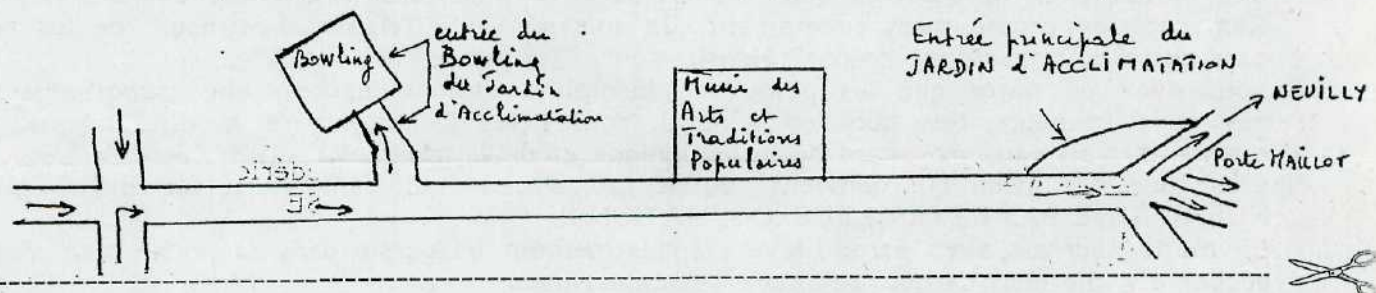 Bowling
entrée du
Bowling
du Jardin
d'Acclimatation
Musée des
Arts et
Traditions
Populaires
Entrée principale du
JARDIN d'ACCLIMATATION
NEUILLY
Porte MAILLOT